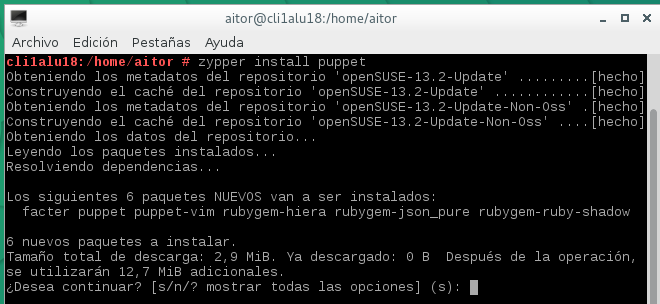 aitor@cli1alu18:/home/aitor
Archivo Edición Pestañas Ayuda
cli1alu18:/home/aitor # zypper install puppet
Obteniendo los metadatos del repositorio 'openSUSE-13.2-Update' .........[hecho]
Construyendo el caché del repositorio 'openSUSE-13.2-Update' ............[hecho]
Obteniendo los metadatos del repositorio 'openSUSE-13.2-Update-Non-Oss' .[hecho]
Construyendo el caché del repositorio 'openSUSE-13.2-Update-Non-Oss' ....[hecho]
Obteniendo los datos del repositorio...
Leyendo los paquetes instalados...
Resolviendo dependencias...
Los siguientes 6 paquetes NUEVOS van a ser instalados:
facter puppet puppet-vim rubygem-hiera rubygem-json_pure rubygem-ruby-shadow
6 nuevos paquetes a instalar.
Tamaño total de descarga: 2,9 MiB. Ya descargado: 0 B  Después de la operación,
se utilizarán 12,7 MiB adicionales.
¿Desea continuar? [s/n/? mostrar todas las opciones] (s):